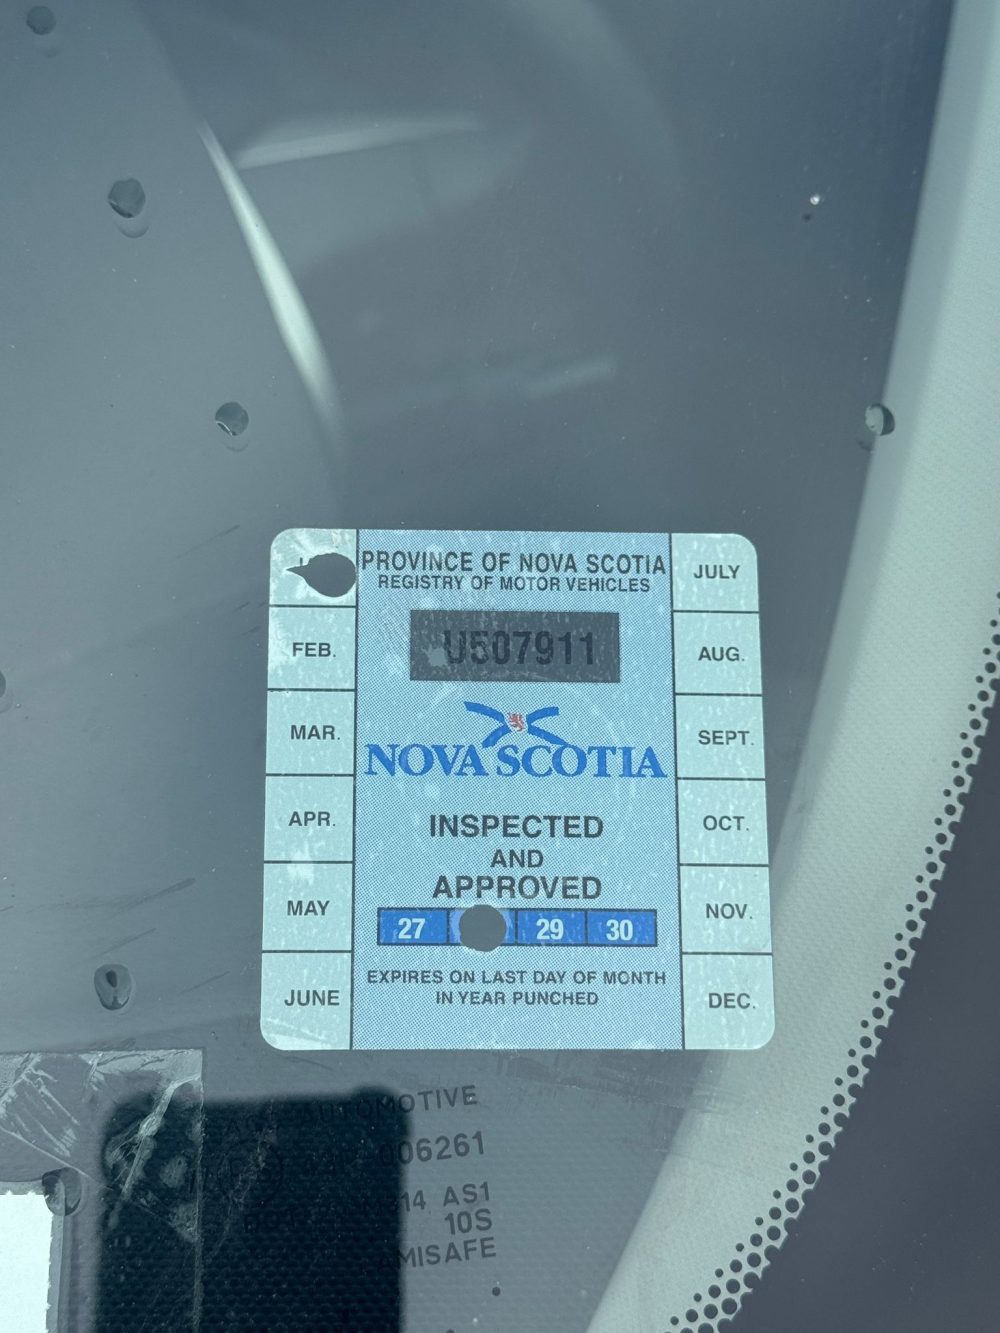 PROVINCE OF NOVA SCOTIA
REGISTRY OF MOTOR VEHICLES
U507911
NOVA SCOTIA
INSPECTED
AND
APPROVED
27 29 30
EXPIRES ON LAST DAY OF MONTH
IN YEAR PUNCHED
FEB.
MAR.
APR.
MAY
JUNE
JULY
AUG.
SEPT.
OCT.
NOV.
DEC.
AUTOMOTIVE
006261
AS1
10S